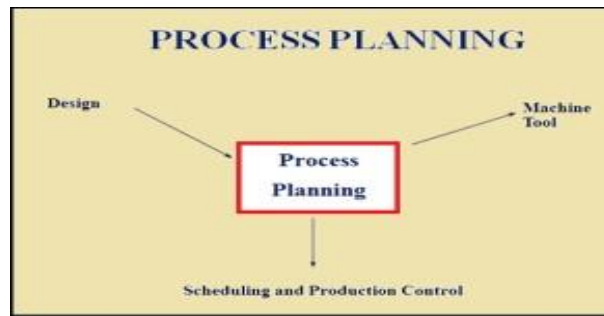 PROCESS PLANNING
Design
Machine
Tool
Process
Planning
Scheduling and Production Control